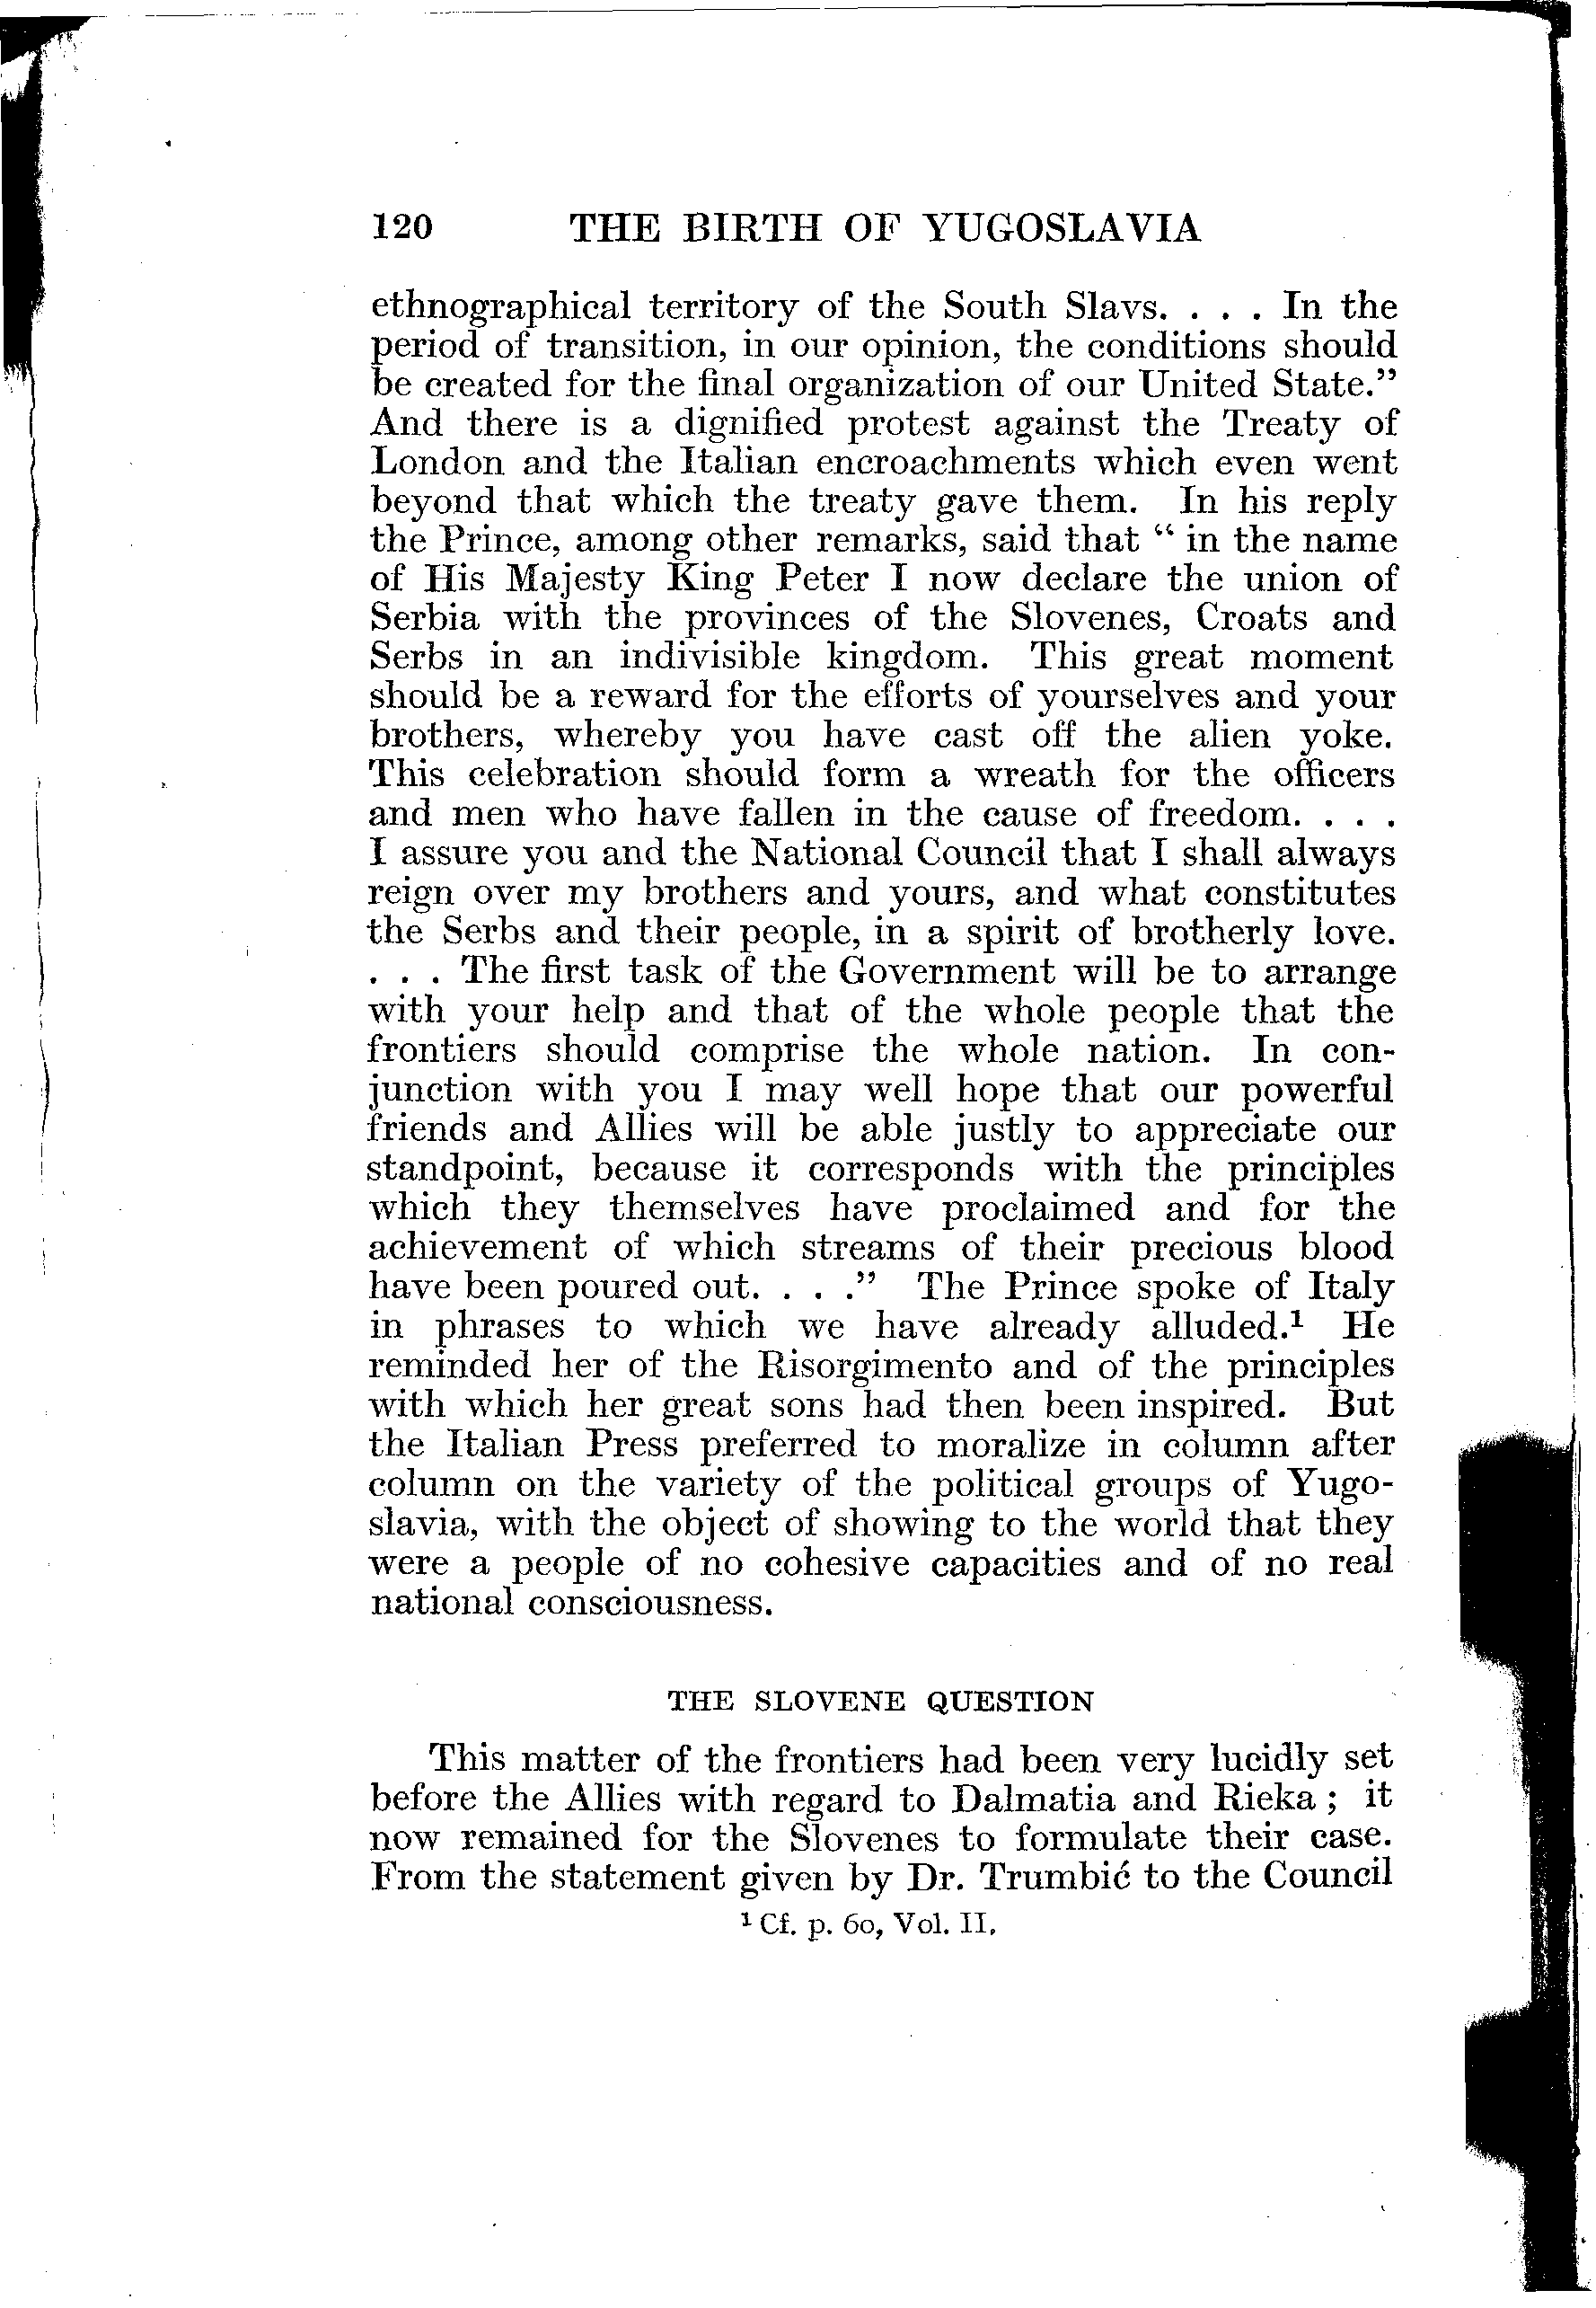 120 THE BIRTH OF YUGOSLAVIA
ethnographical territory of the South Slavs. . . . In the
period of transition, in our opinion, the conditions should
be created for the final organization of our United State.”
And there is a dignified protest against the Treaty of
London and the Italian encroachments which even went
beyond that which the treaty gave them. In his reply
the Prince, among other remarks, said that “ in the name
of His Majesty King Peter I now declare the union of
Serbia with the provinces of the Slovenes, Croats and
Serbs in an indivisible kingdom. This great moment
should be a reward for the efforts of yourselves and your
brothers, whereby you have cast off the alien yoke.
This celebration should form a wreath for the officers
and men who have fallen in the cause of freedom. . . .
I assure you and the National Council that I shall always
reign over my brothers and yours, and what constitutes
the Serbs and their people, in a spirit of brotherly love.
. . . The first task of the Government will be to arrange
with your help and that of the whole people that the
frontiers should comprise the whole nation. In con-
junction with you I may well hope that our powerful
friends and Allies will be able justly to appreciate our
standpoint, because it corresponds with the principles
which they themselves have proclaimed and for the
achievement of which streams of their precious blood
have been poured out. . . .” The Prince spoke of Italy
in phrases to which we have already alluded.¹ He
reminded her of the Risorgimento and of the principles
with which her great sons had then been inspired. But
the Italian Press preferred to moralize in column after
column on the variety of the political groups of Yugo-
slavia, with the object of showing to the world that they
were a people of no cohesive capacities and of no real
national consciousness.
THE SLOVENE QUESTION
This matter of the frontiers had been very lucidly set
before the Allies with regard to Dalmatia and Rieka ; it
now remained for the Slovenes to formulate their case.
From the statement given by Dr. Trumbić to the Council
¹ Cf. p. 60, Vol. II.